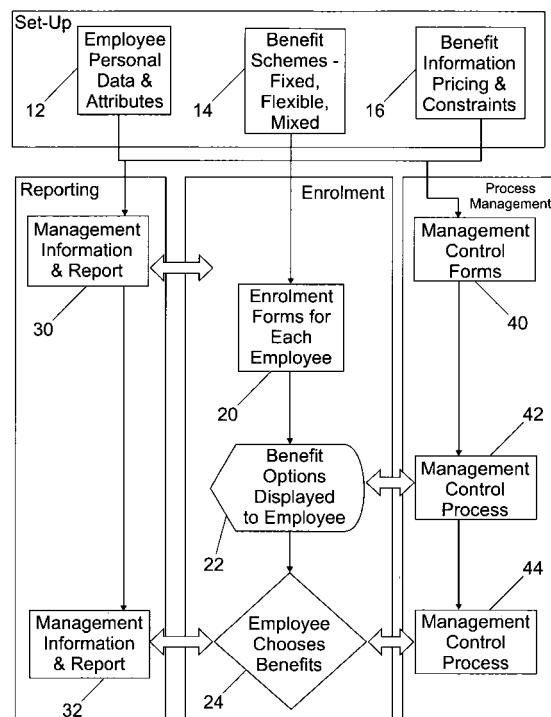 Set-Up
Employee
Personal
Data &
Attributes
12
Benefit
Schemes -
Fixed,
Flexible,
Mixed
14
Benefit
Information
Pricing &
Constraints
16
Reporting
Management
Information
& Report
30
Enrolment
Process
Management
Management
Control
Forms
40
Enrolment
Forms for
Each
Employee
20
Benefit
Options
Displayed
to Employee
22
42
Management
Control
Process
Management
Information
& Report
32
Employee
Chooses
Benefits
24
44
Management
Control
Process